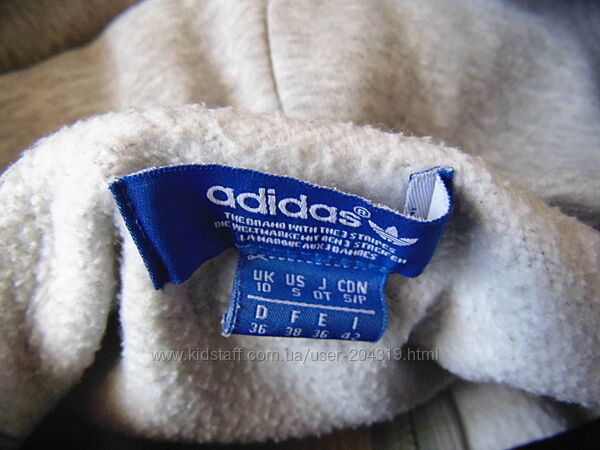 adidas®
THE BRAND WITH THE 3 STRIPES
DIE WELTMARKE MIT DEN 3 STREIFEN
LA MARQUE AUX 3 BANDES
UK US J CDN
10 S OT S/P
D F E I
36 38 36 42
www.kidstaff.com.ua/user-204319.html